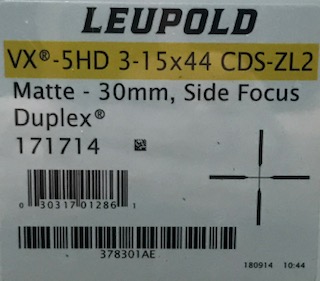 LEUPOLD
VX®-5HD 3-15x44 CDS-ZL2
Matte - 30mm, Side Focus
Duplex®
171714
0 30317 01286 1
378301AE
180914 10:44